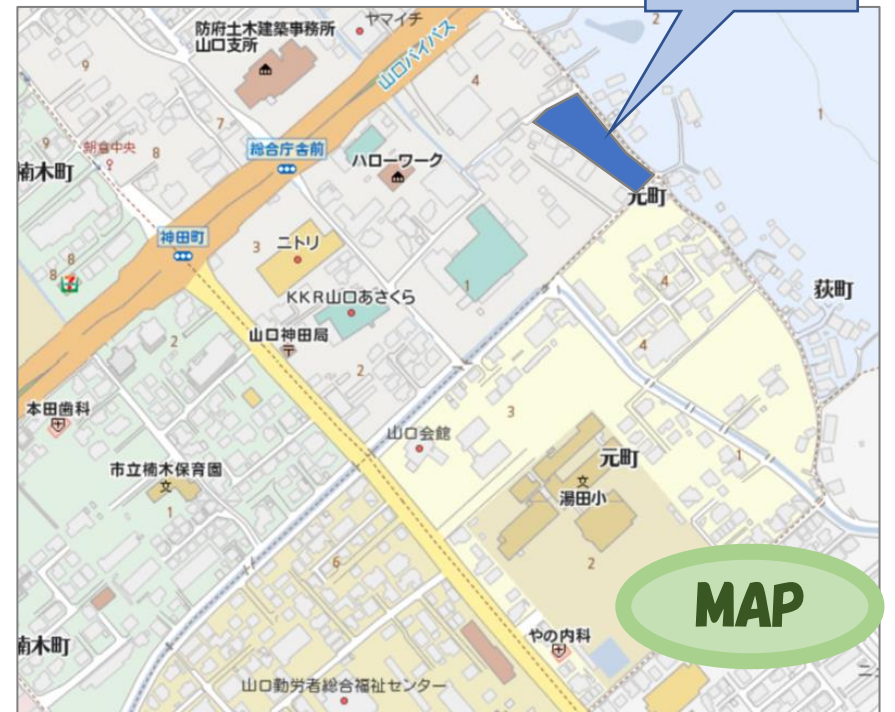 ヤマイチ
防府土木建築事務所
山口支所
山口バイパス
2
9
4
1
7
9
朝倉中央
8
総合庁舎前
ハローワーク
楠木町
元町
神田町
3
ニトリ
8
8
7
1
4
荻町
KKR山口あさくら
山口神田局
2
4
2
本田歯科
3
山口会館
元町
1
市立楠木保育園
文
1
文
湯田小
6
2
MAP
楠木町
やの内科
山口勤労者総合福祉センター